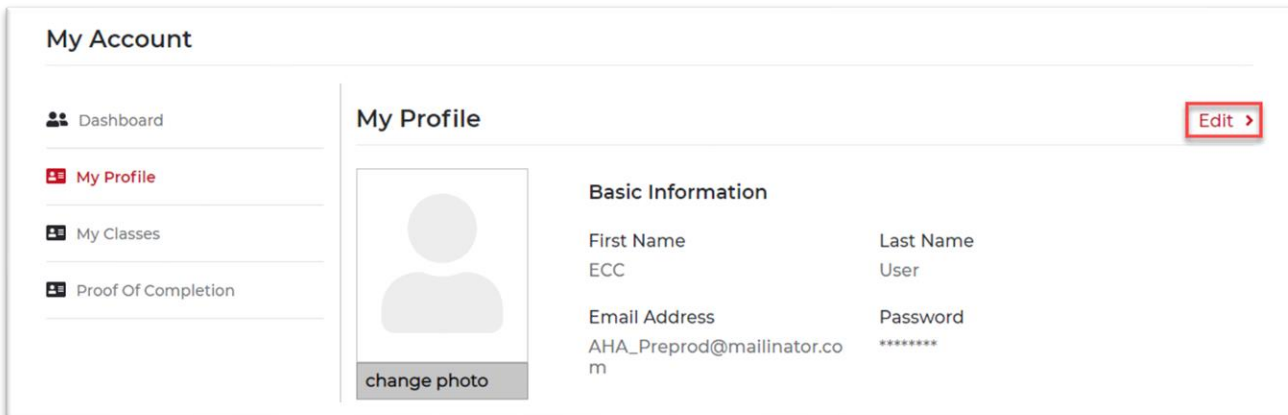 My Account
Dashboard
My Profile
My Classes
Proof Of Completion
My Profile
Edit >
change photo
Basic Information
First Name
ECC
Last Name
User
Email Address
AHA_Preprod@mailinator.co
m
Password
********